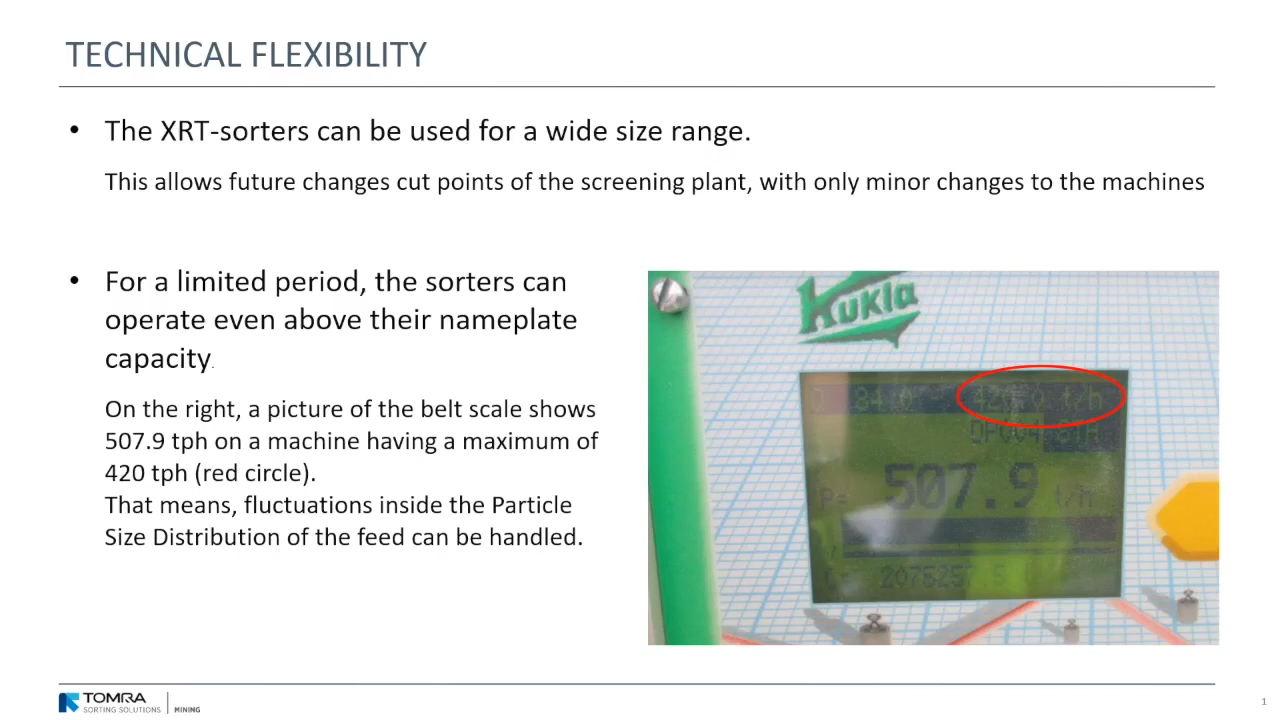 TECHNICAL FLEXIBILITY
• The XRT-sorters can be used for a wide size range.
This allows future changes cut points of the screening plant, with only minor changes to the machines
• For a limited period, the sorters can
operate even above their nameplate
capacity.
On the right, a picture of the belt scale shows
507.9 tph on a machine having a maximum of
420 tph (red circle).
That means, fluctuations inside the Particle
Size Distribution of the feed can be handled.
Kukla
420.0 t/h
P= 507.9 t/h
TOMRA
SORTING SOLUTIONS
MINING
1